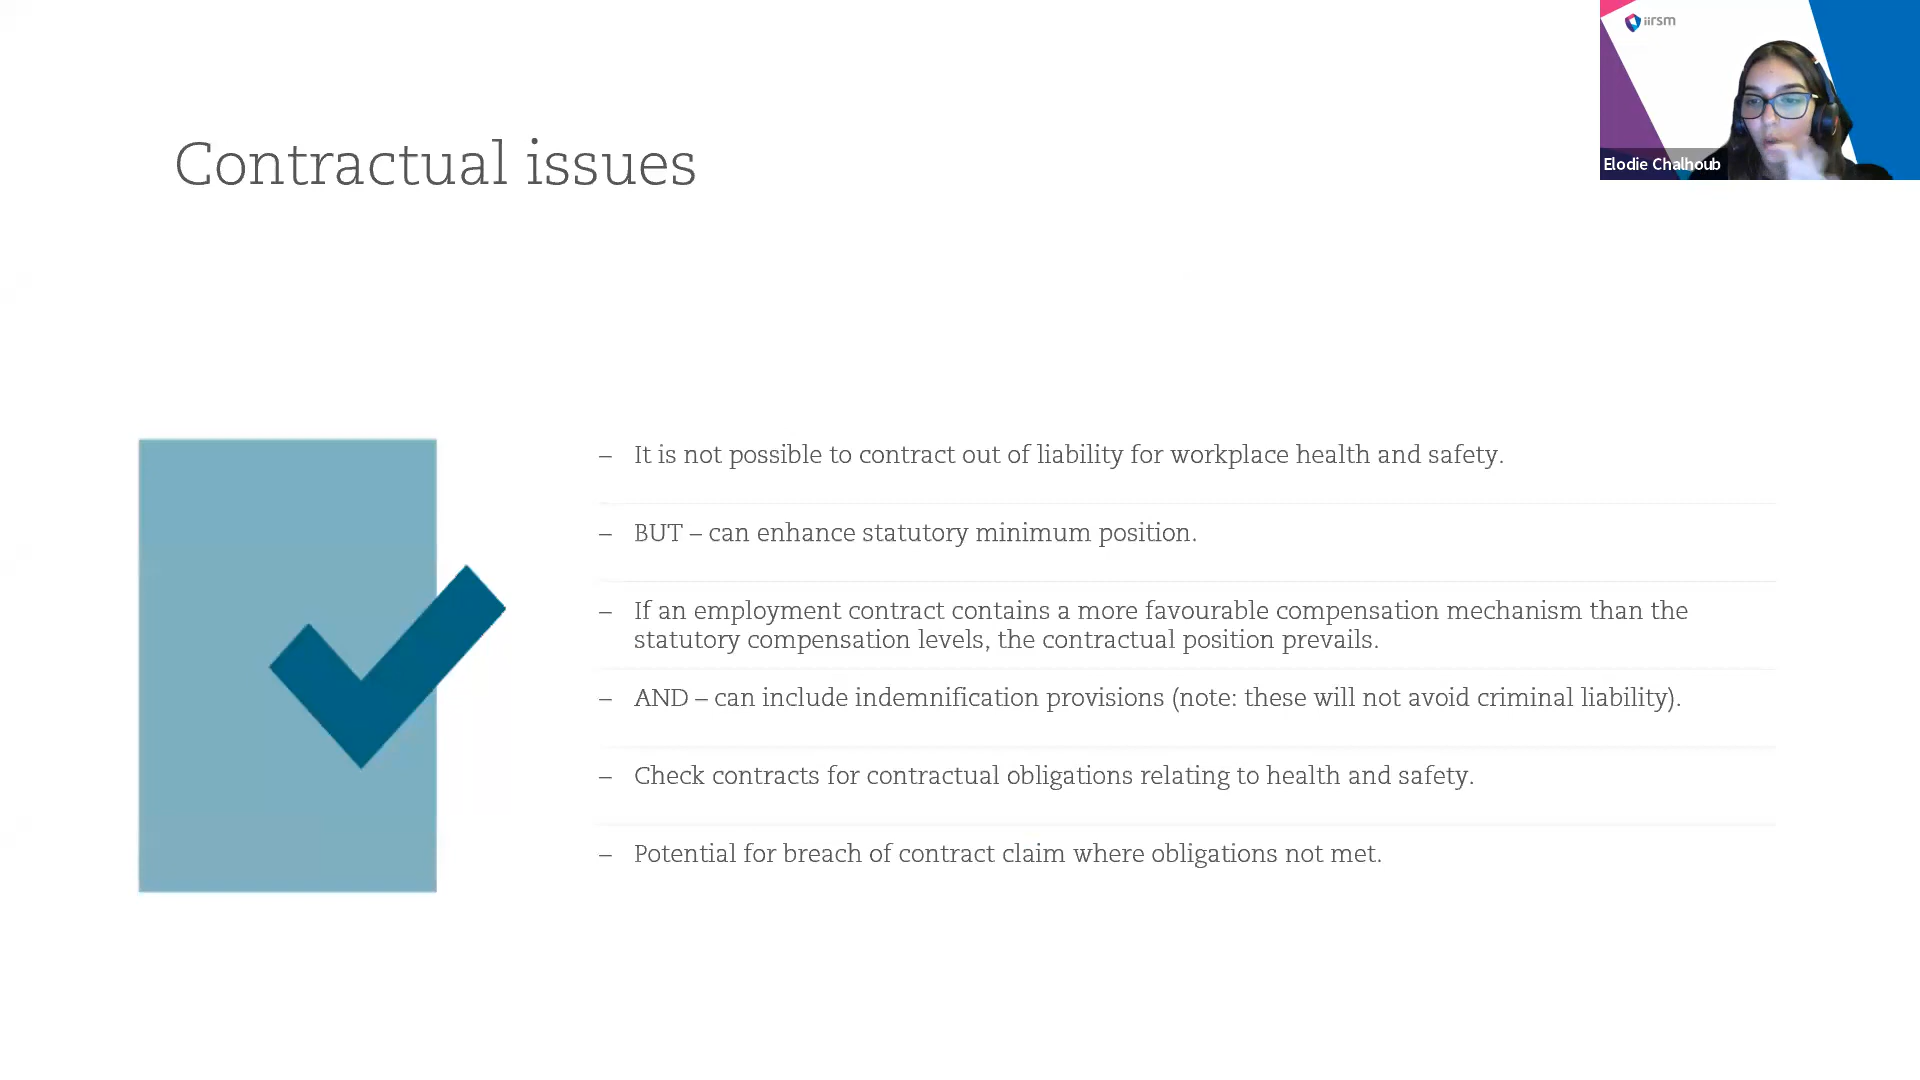 iirsm
Elodie Chalhoub
Contractual issues
– It is not possible to contract out of liability for workplace health and safety.
– BUT – can enhance statutory minimum position.
– If an employment contract contains a more favourable compensation mechanism than the
statutory compensation levels, the contractual position prevails.
– AND – can include indemnification provisions (note: these will not avoid criminal liability).
– Check contracts for contractual obligations relating to health and safety.
– Potential for breach of contract claim where obligations not met.